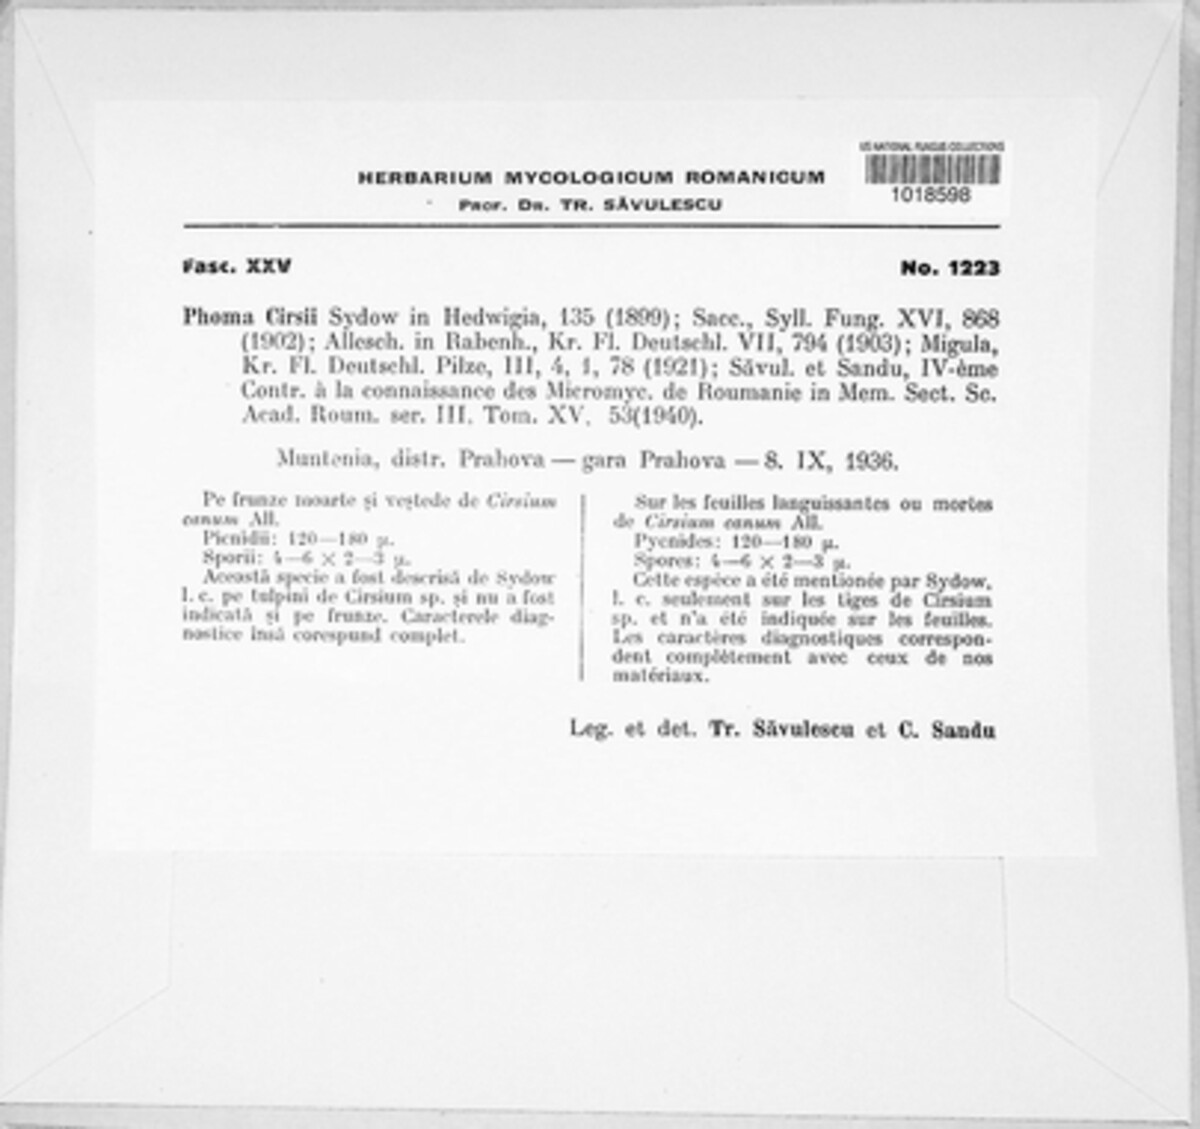 US NATIONAL FUNGUS COLLECTIONS
1018598
HERBARIUM MYCOLOGICUM ROMANICUM
PROF. DR. TR. SĂVULESCU
Fasc. XXV
No. 1223
Phoma Cirsii Sydow in Hedwigia, 135 (1899); Sacc., Syll. Fung. XVI, 868
(1902); Allesch. in Rabenh., Kr. Fl. Deutschl. VII, 794 (1903); Migula,
Kr. Fl. Deutschl. Pilze, III, 4, 1, 78 (1921); Săvul. et Sandu, IV-ème
Contr. à la connaissance des Micromyc. de Roumanie in Mem. Sect. Sc.
Acad. Roum. ser. III. Tom. XV, 53(1940).
Muntenia, distr. Prahova — gara Prahova — 8. IX, 1936.
Pe frunze moarte și veștede de Cirsium
canum All.
Picnidii: 120—180 µ.
Sporii: 4—6 × 2—3 µ.
Această specie a fost descrisă de Sydow
l. c. pe tulpini de Cirsium sp. și nu a fost
indicată și pe frunze. Caracterele diag-
nostice însă corespund complet.
Sur les feuilles languissantes ou mortes
de Cirsium canum All.
Pycnides: 120—180 µ.
Spores: 4—6 × 2—3 µ.
Cette espèce a été mentionée par Sydow,
l. c. seulement sur les tiges de Cirsium
sp. et n'a été indiquée sur les feuilles.
Les caractères diagnostiques correspon-
dent complètement avec ceux de nos
matériaux.
Leg. et det. Tr. Săvulescu et C. Sandu